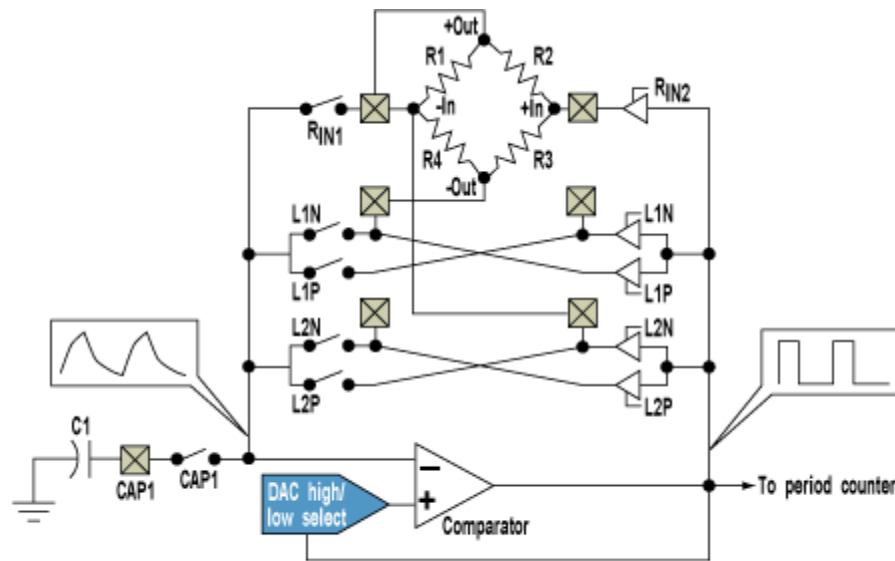 +Out
R1
R2
RIN1
-In
+In
RIN2
R4
R3
-Out
L1N
L1N
L1P
L1P
L2N
L2N
L2P
L2P
C1
CAP1
CAP1
DAC high/
low select
Comparator
To period counter